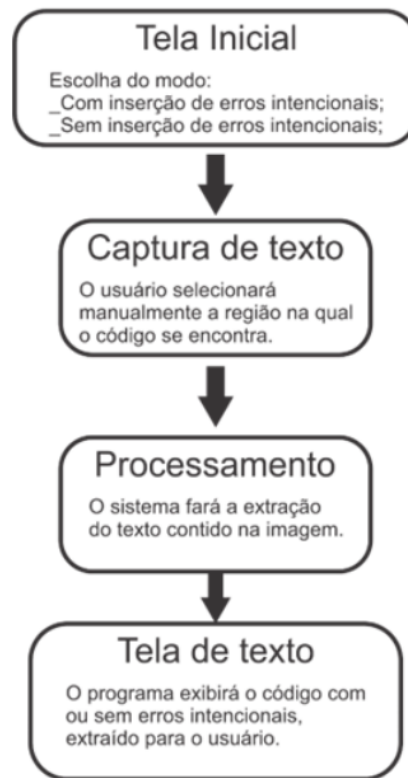 Tela Inicial
Escolha do modo:
_Com inserção de erros intencionais;
_Sem inserção de erros intencionais;
Captura de texto
O usuário selecionará
manualmente a região na qual
o código se encontra.
Processamento
O sistema fará a extração
do texto contido na imagem.
Tela de texto
O programa exibirá o código com
ou sem erros intencionais,
extraído para o usuário.